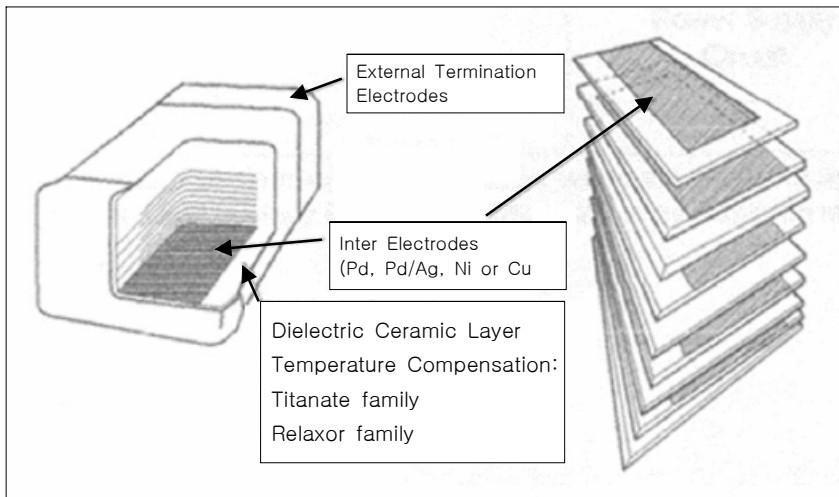 External Termination
Electrodes
Inter Electrodes
(Pd, Pd/Ag, Ni or Cu
Dielectric Ceramic Layer
Temperature Compensation:
Titanate family
Relaxor family